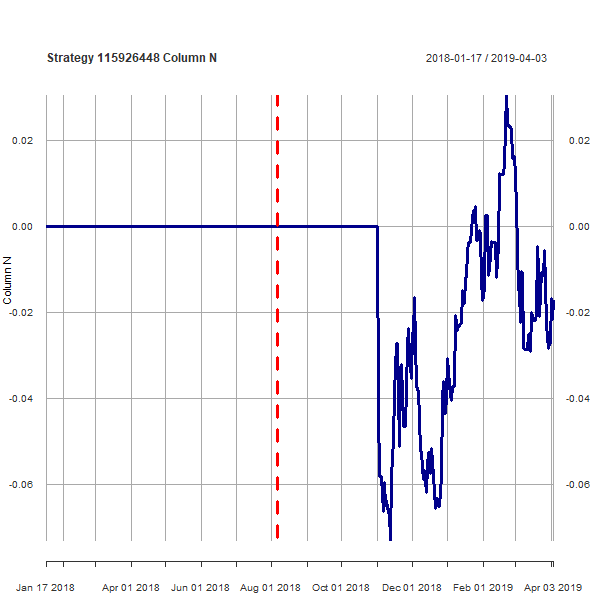 Strategy 115926448 Column N
2018-01-17 / 2019-04-03
0.02
0.02
0.00
0.00
-0.02
-0.02
-0.04
-0.04
-0.06
-0.06
Column N
Jan 17 2018
Apr 01 2018
Jun 01 2018
Aug 01 2018
Oct 01 2018
Dec 01 2018
Feb 01 2019
Apr 03 2019